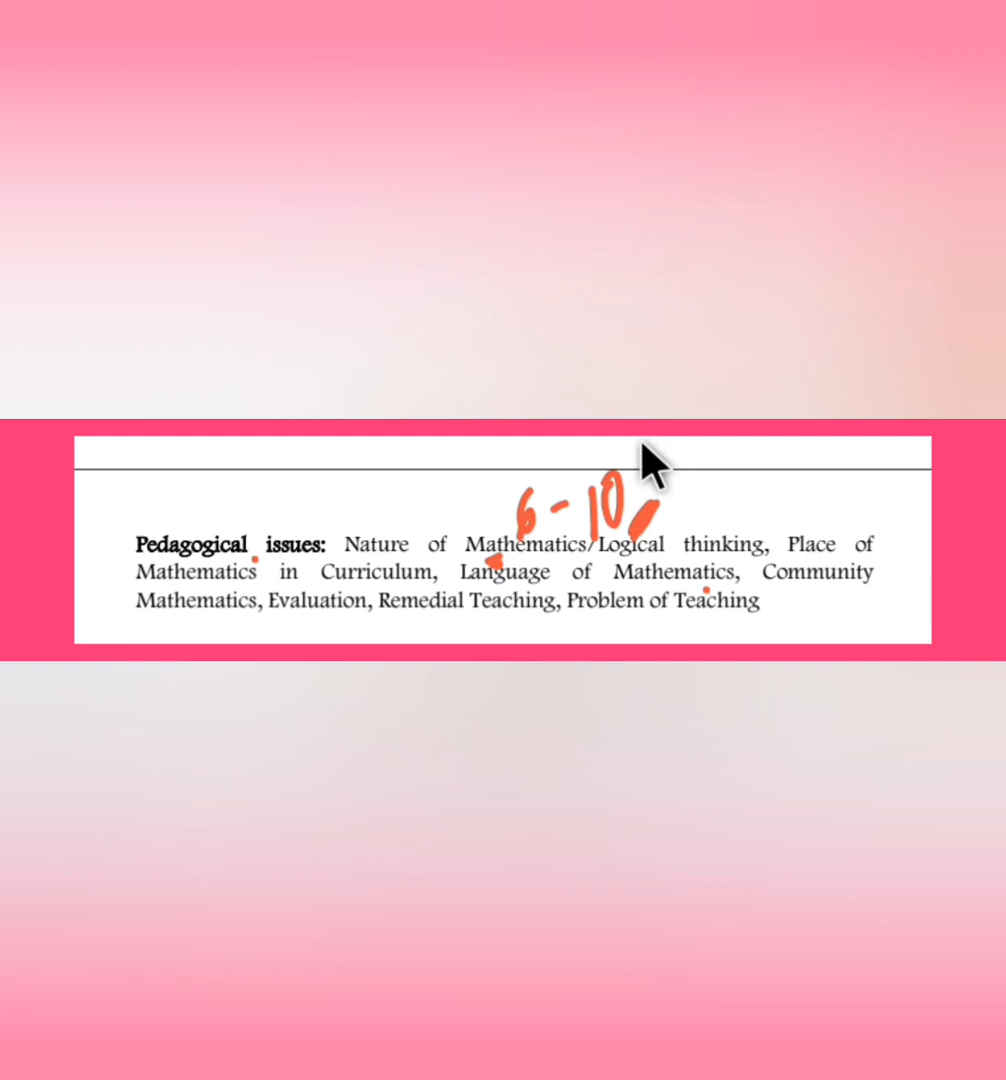 6-10
Pedagogical issues: Nature of Mathematics/Logical thinking, Place of
Mathematics in Curriculum, Language of Mathematics, Community
Mathematics, Evaluation, Remedial Teaching, Problem of Teaching